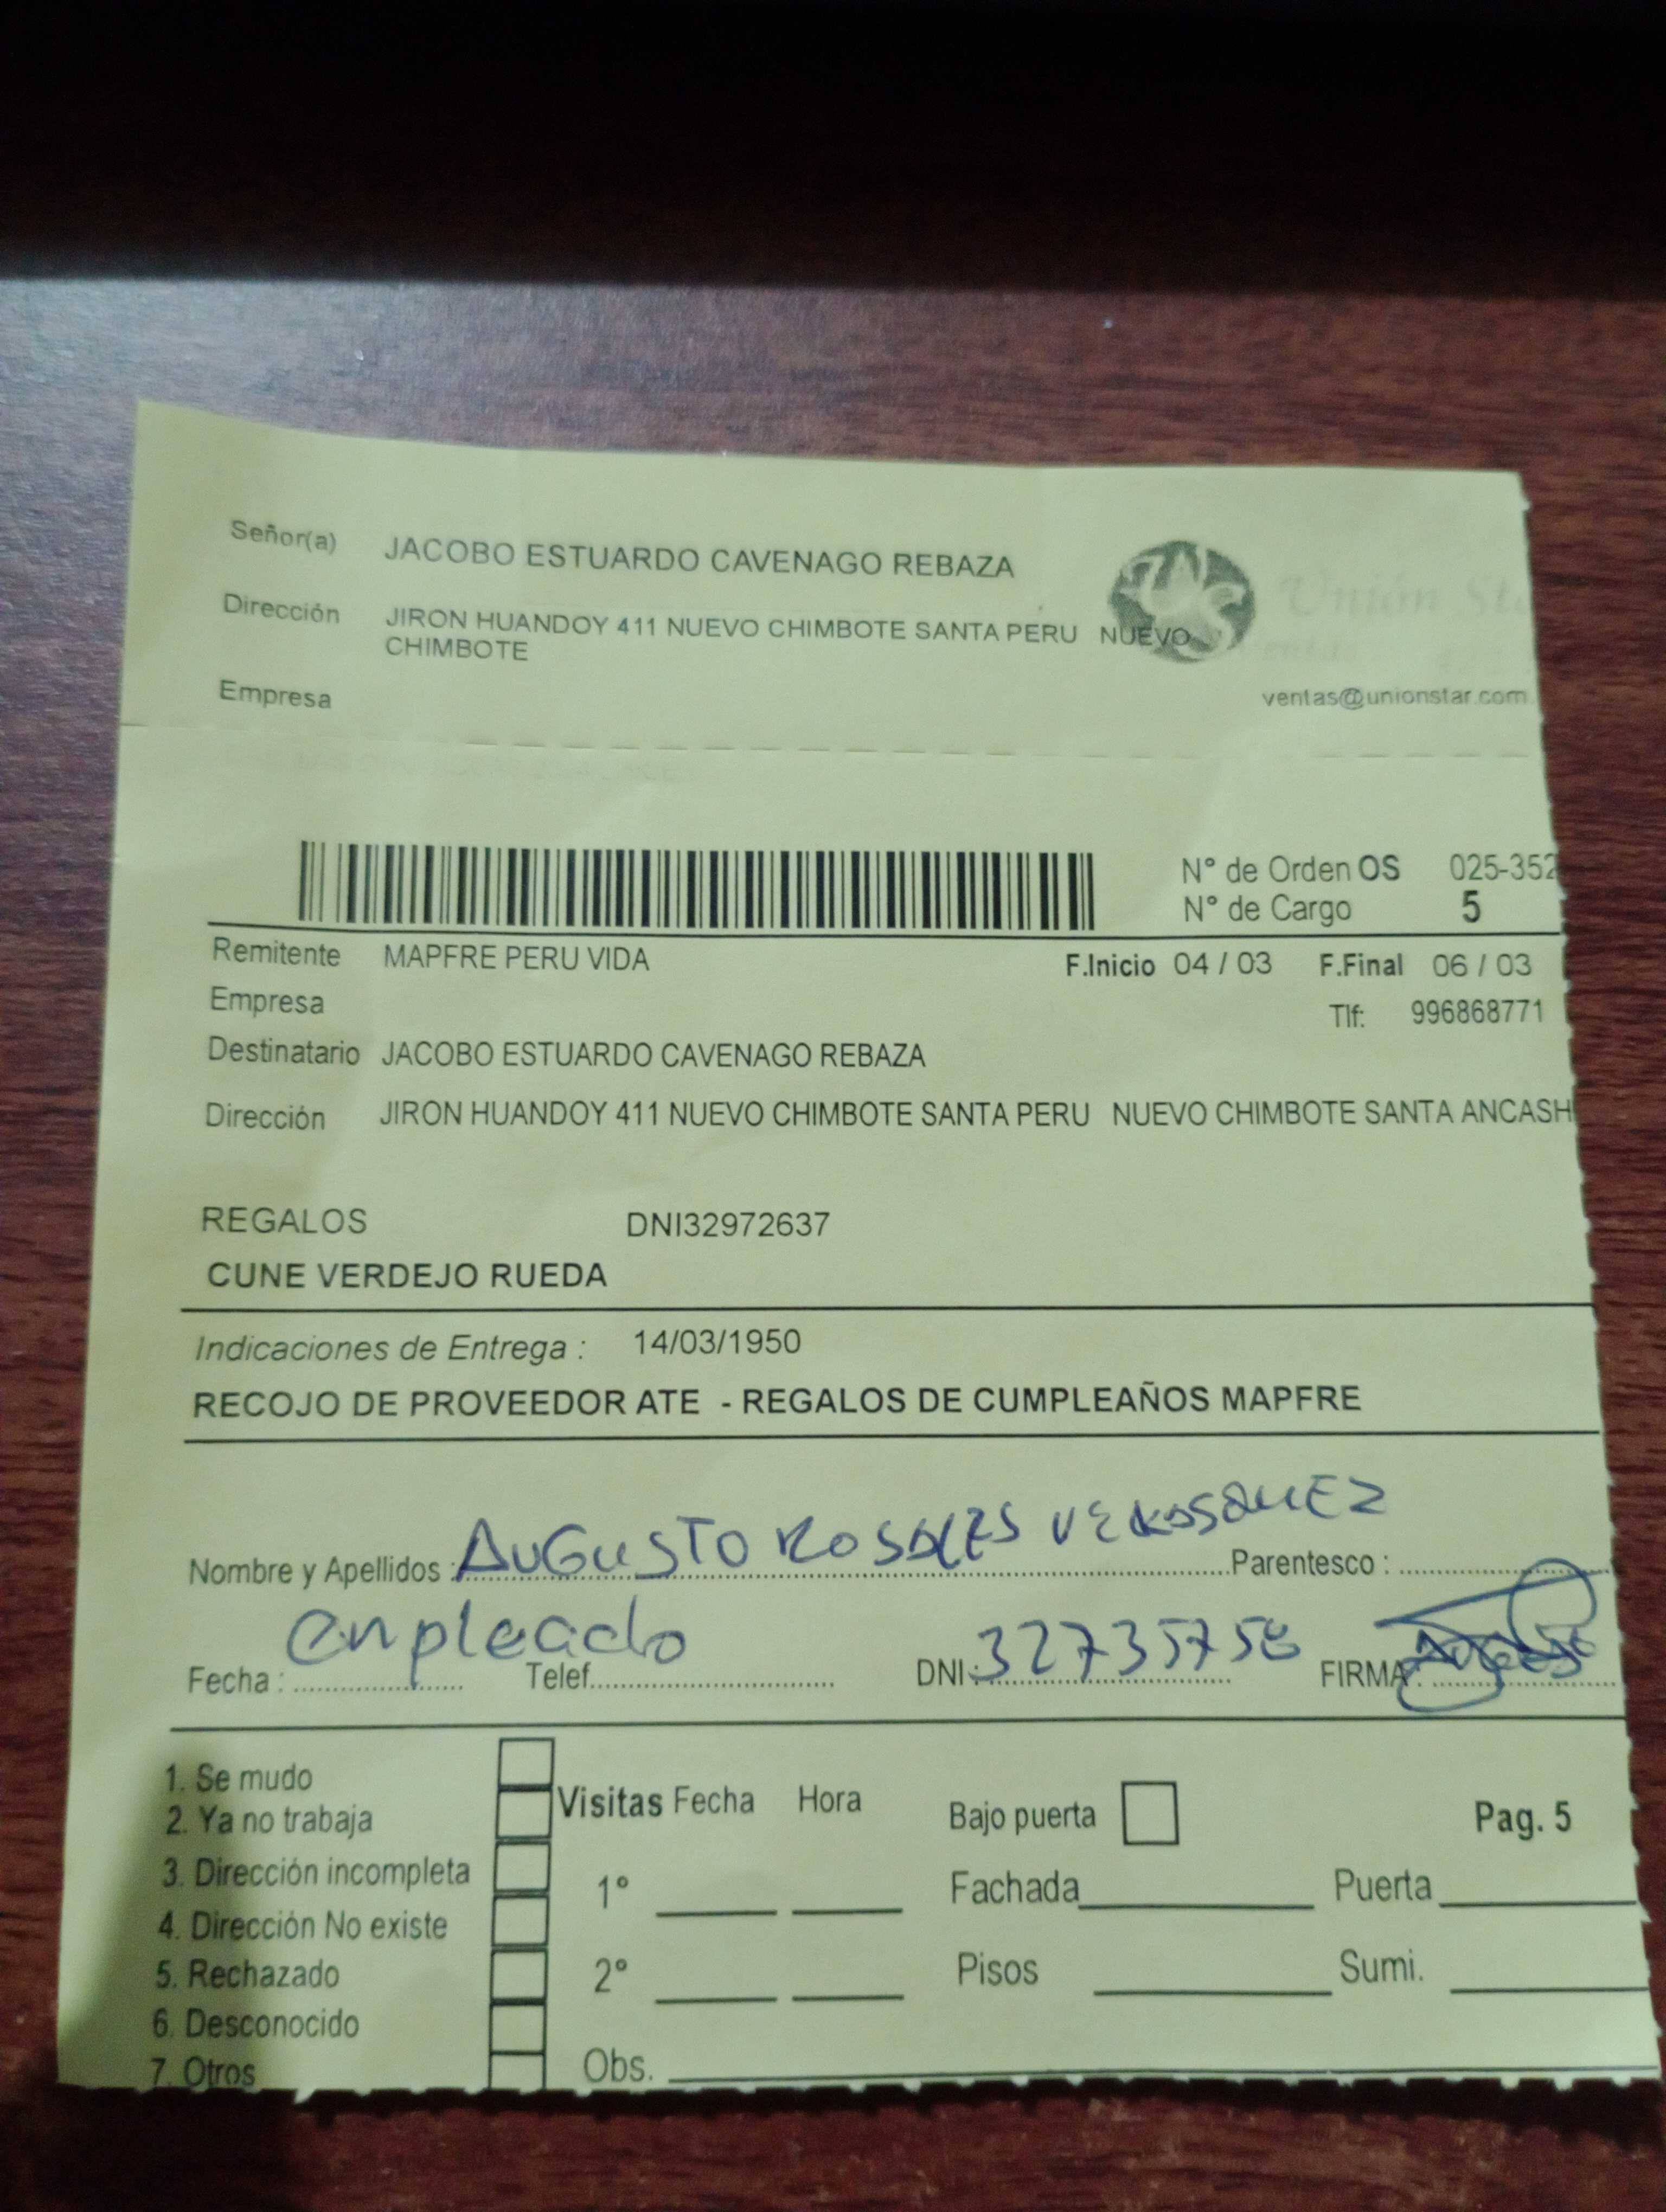 Señor(a) JACOBO ESTUARDO CAVENAGO REBAZA
Dirección JIRON HUANDOY 411 NUEVO CHIMBOTE SANTA PERU NUEVO
CHIMBOTE
Unión
Empresa
ventas@unionstar.com
N° de Orden OS 025-352
N° de Cargo 5
Remitente MAPFRE PERU VIDA F.Inicio 04 / 03 F.Final 06 / 03
Empresa Tlf: 996868771
Destinatario JACOBO ESTUARDO CAVENAGO REBAZA
Dirección JIRON HUANDOY 411 NUEVO CHIMBOTE SANTA PERU NUEVO CHIMBOTE SANTA ANCASH
REGALOS DNI32972637
CUNE VERDEJO RUEDA
Indicaciones de Entrega : 14/03/1950
RECOJO DE PROVEEDOR ATE - REGALOS DE CUMPLEAÑOS MAPFRE
Nombre y Apellidos : AUGUSTO ROSALES Parentesco :
enpleado
Fecha : Telef. DNI: 32735758 FIRMA:
1. Se mudo
2. Ya no trabaja
3. Dirección incompleta
4. Dirección No existe
5. Rechazado
6. Desconocido
7. Otros
Visitas Fecha Hora
1°
2°
Obs.
Bajo puerta Pag. 5
Fachada Puerta
Pisos Sumi.